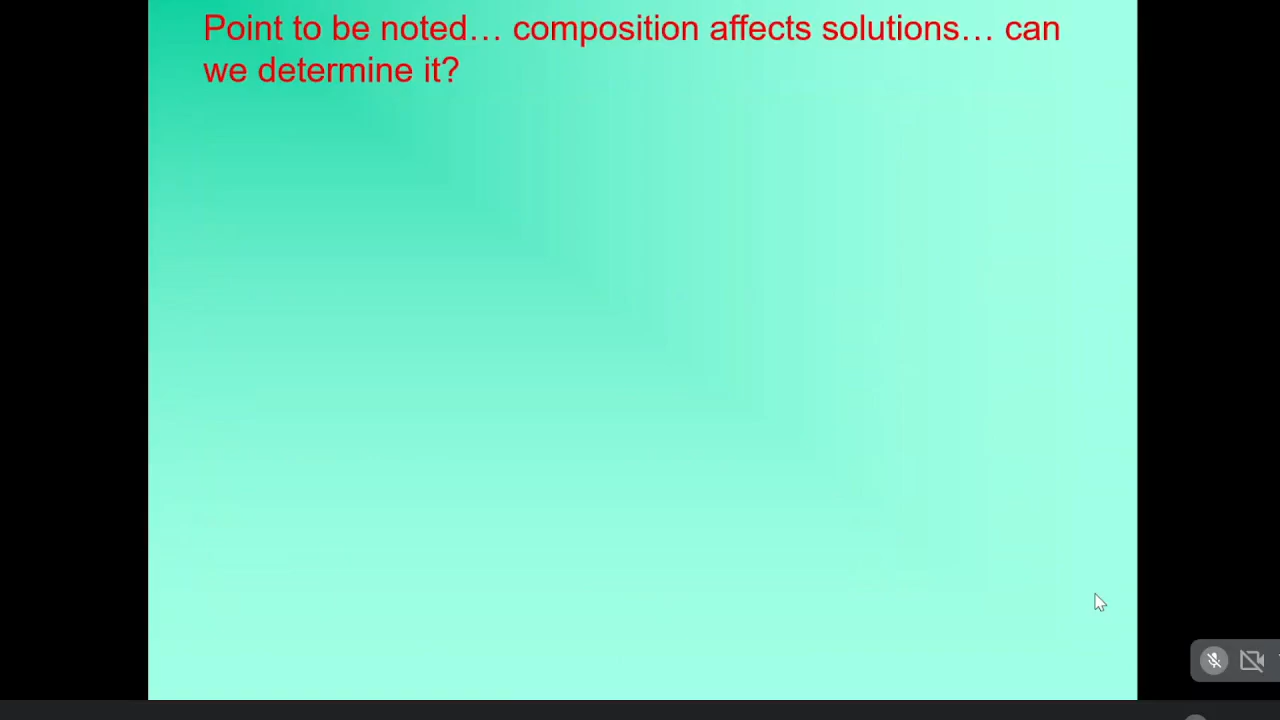 Point to be noted… composition affects solutions… can
we determine it?